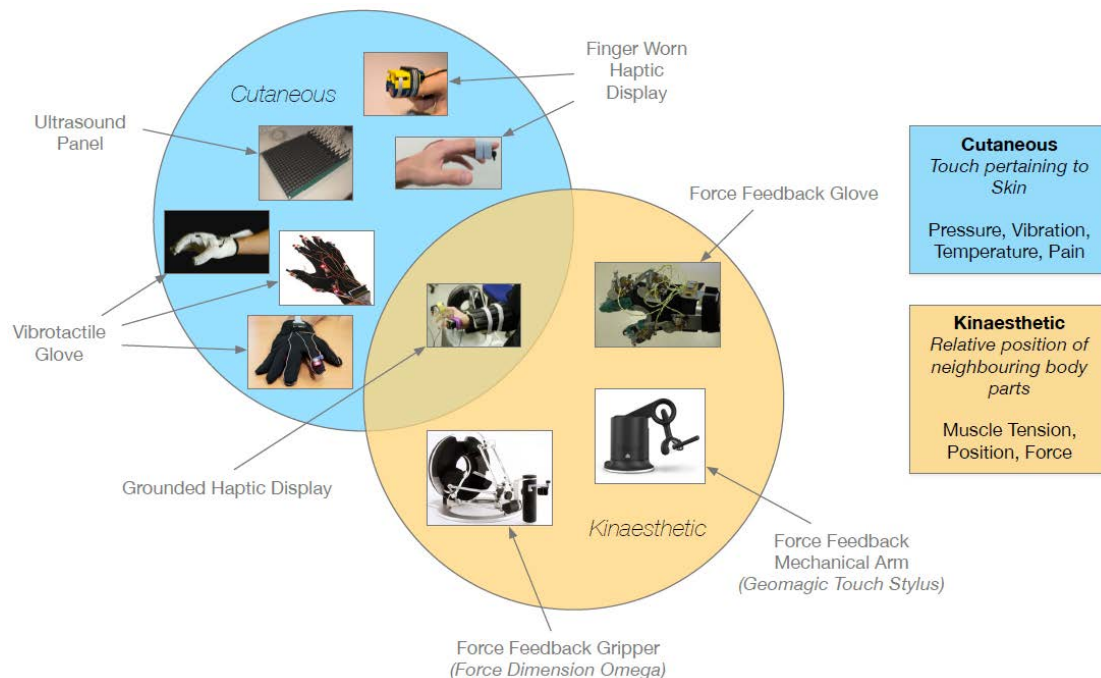 Cutaneous
Finger Worn
Haptic
Display
Ultrasound
Panel
Force Feedback Glove
Vibrotactile
Glove
Grounded Haptic Display
Kinaesthetic
Force Feedback
Mechanical Arm
(Geomagic Touch Stylus)
Force Feedback Gripper
(Force Dimension Omega)
Cutaneous
Touch pertaining to
Skin
Pressure, Vibration,
Temperature, Pain
Kinaesthetic
Relative position of
neighbouring body
parts
Muscle Tension,
Position, Force